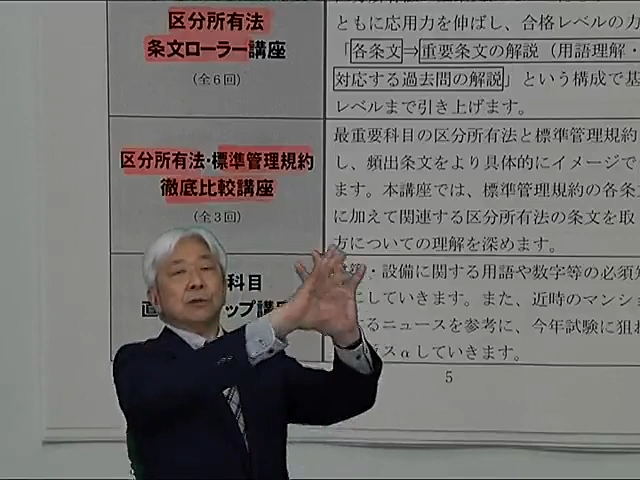 区分所有法
条文ローラー講座
（全６回）
ともに応用力を伸ばし、合格レベルの力
「各条文⇒重要条文の解説（用語理解・
対応する過去問の解説」という構成で基
レベルまで引き上げます。
区分所有法・標準管理規約
徹底比較講座
（全３回）
最重要科目の区分所有法と標準管理規約
し、頻出条文をより具体的にイメージで
ます。本講座では、標準管理規約の各条
に加えて関連する区分所有法の条文を取
方についての理解を深めます。
科目
直
ップ講
・設備に関する用語や数字等の必須
にしていきます。また、近時のマンシ
るニュースを参考に、今年試験に狙
スαしていきます。
5